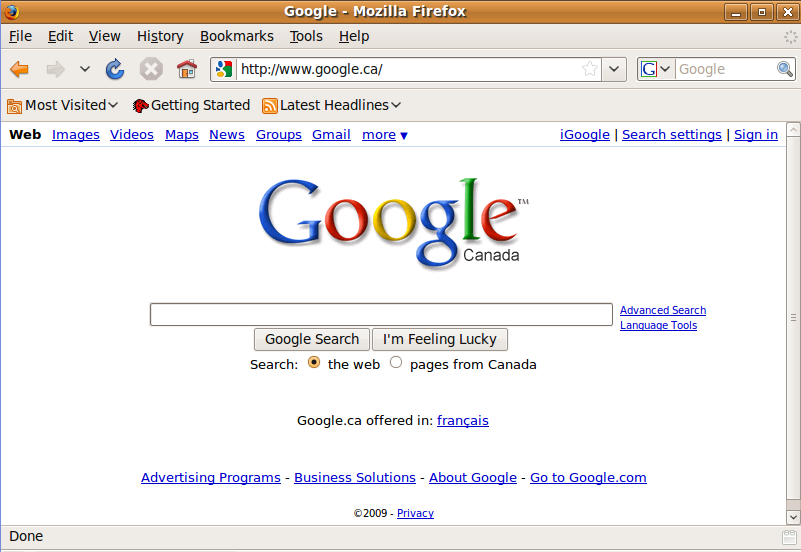 Google - Mozilla Firefox
File Edit View History Bookmarks Tools Help
http://www.google.ca/ G Google
Most Visited Getting Started Latest Headlines
Web Images Videos Maps News Groups Gmail more ▼ iGoogle | Search settings | Sign in
Google™
Canada
Advanced Search
Language Tools
Google Search I'm Feeling Lucky
Search: the web pages from Canada
Google.ca offered in: français
Advertising Programs - Business Solutions - About Google - Go to Google.com
©2009 - Privacy
Done